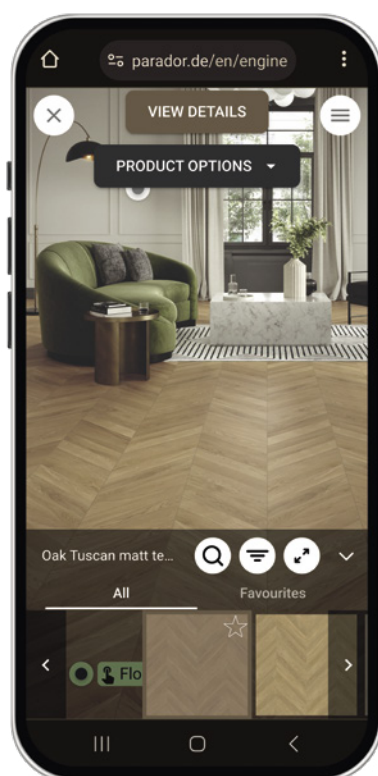 parador.de/en/engine
VIEW DETAILS
PRODUCT OPTIONS
Oak Tuscan matt te...
All
Favourites
Flo